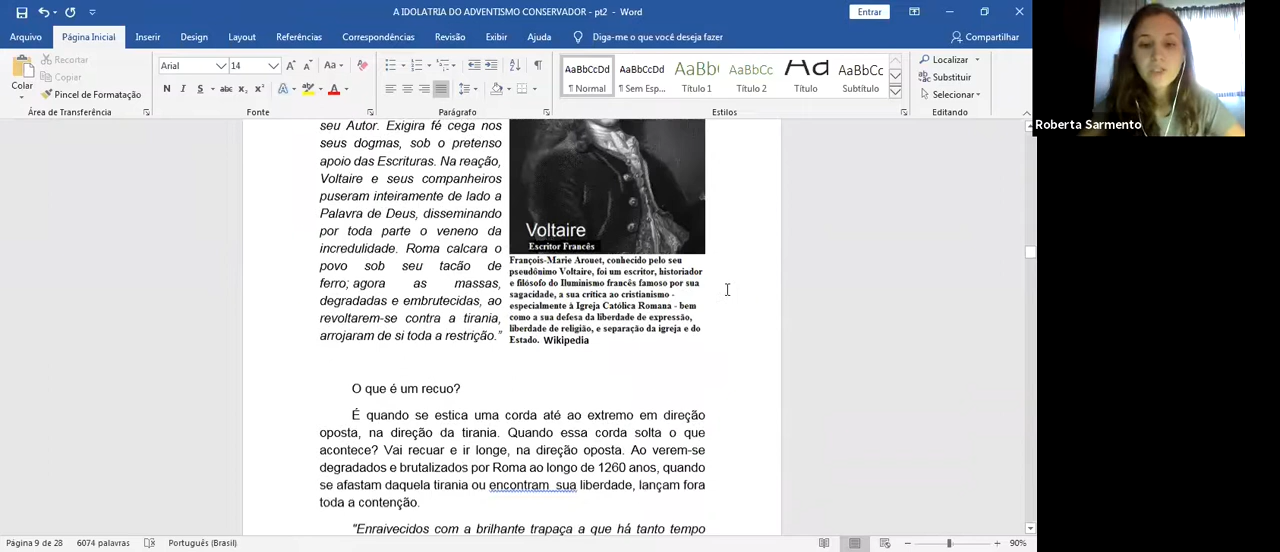 A IDOLATRIA DO ADVENTISMO CONSERVADOR - pt2 - Word
Entrar
Arquivo Página Inicial Inserir Design Layout Referências Correspondências Revisão Exibir Ajuda Diga-me o que você deseja fazer Compartilhar
Colar
Recortar
Copiar
Pincel de Formatação
Área de Transferência
Arial 14 Aa
N I S abc x₂ x² A A
Fonte
Parágrafo
AaBbCcDd AaBbCcDd AaBbCc AaBbCc AaB AaBbCc
¶ Normal ¶ Sem Esp... Título 1 Título 2 Título Subtítulo
Estilos
Localizar
Substituir
Selecionar
Editando
Roberta Sarmento
seu Autor. Exigira fé cega nos
seus dogmas, sob o pretenso
apoio das Escrituras. Na reação,
Voltaire e seus companheiros
puseram inteiramente de lado a
Palavra de Deus, disseminando
por toda parte o veneno da
incredulidade. Roma calcara o
povo sob seu tacão de
ferro; agora as massas,
degradadas e embrutecidas, ao
revoltarem-se contra a tirania,
arrojaram de si toda a restrição.”
Voltaire
Escritor Francês
François-Marie Arouet, conhecido pelo seu
pseudônimo Voltaire, foi um escritor, historiador
e filósofo do Iluminismo francês famoso por sua
sagacidade, a sua crítica ao cristianismo -
especialmente à Igreja Católica Romana - bem
como a sua defesa da liberdade de expressão,
liberdade de religião, e separação da igreja e do
Estado. Wikipedia
O que é um recuo?
É quando se estica uma corda até ao extremo em direção
oposta, na direção da tirania. Quando essa corda solta o que
acontece? Vai recuar e ir longe, na direção oposta. Ao verem-se
degradados e brutalizados por Roma ao longo de 1260 anos, quando
se afastam daquela tirania ou encontram sua liberdade, lançam fora
toda a contenção.
“Enraivecidos com a brilhante trapaça a que há tanto tempo
Página 9 de 28 6074 palavras Português (Brasil) 90%